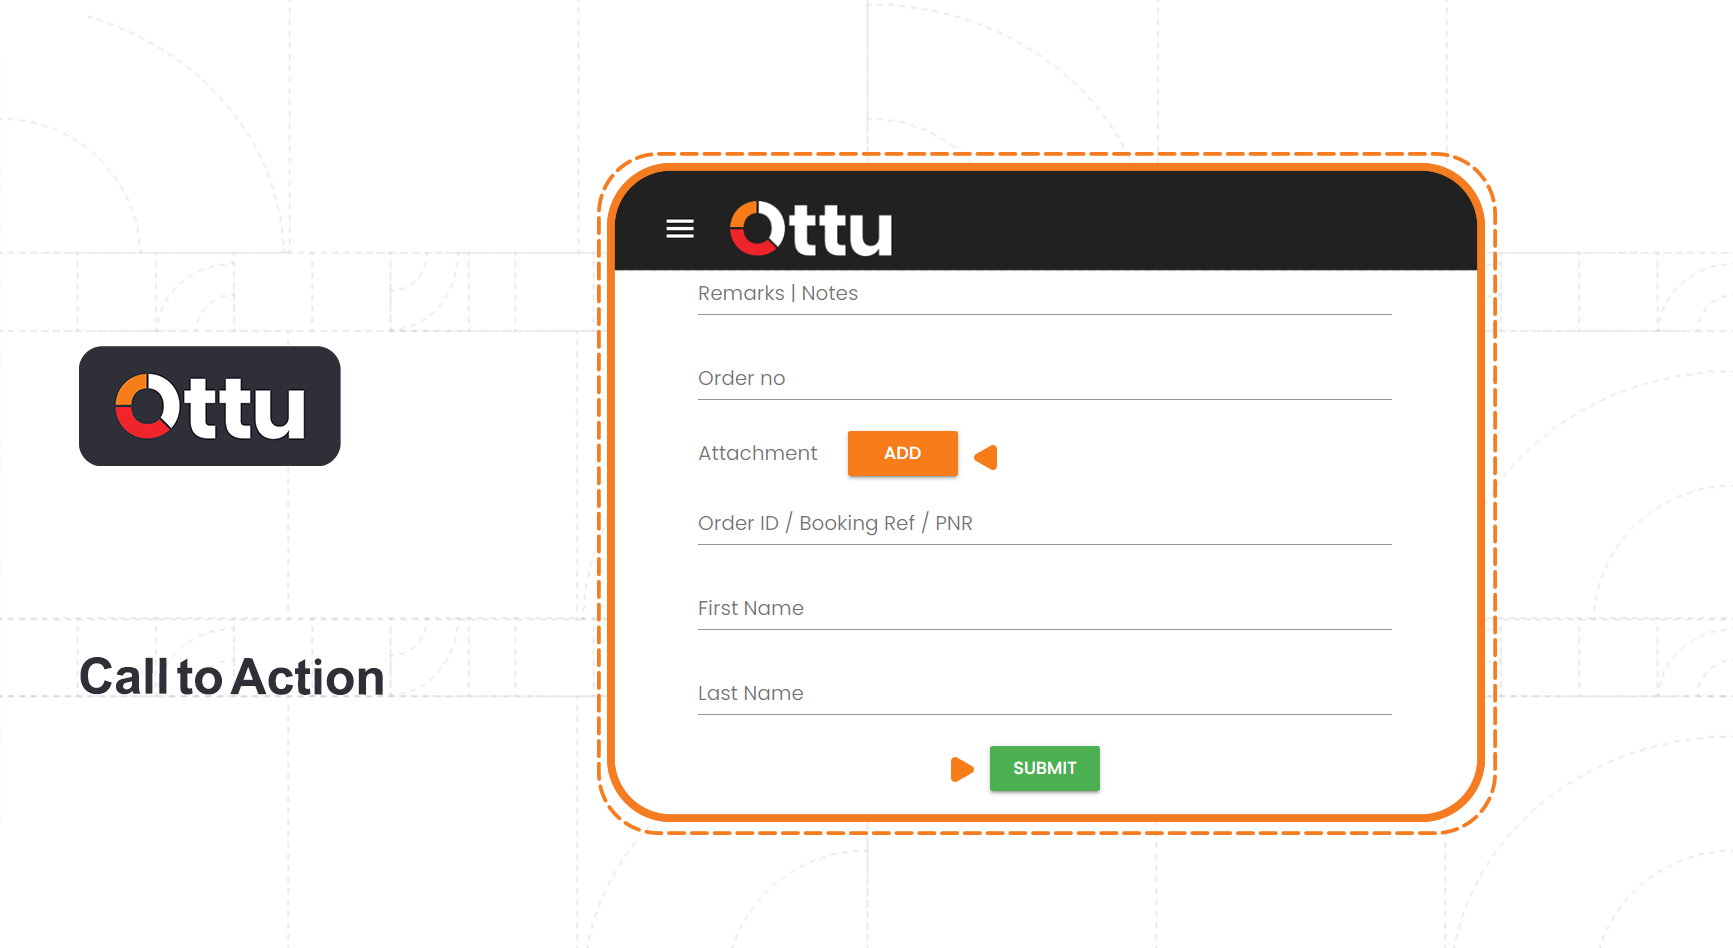 Ottu
Call to Action
Ottu
Remarks | Notes
Order no
Attachment ADD
Order ID / Booking Ref / PNR
First Name
Last Name
SUBMIT